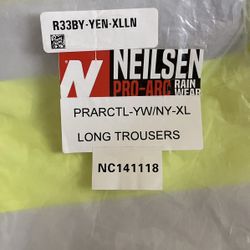 R33BY-YEN-XLLN
N NEILSEN
PRO-ARC RAIN WEAR
PRARCTL-YW/NY-XL
LONG TROUSERS
NC141118